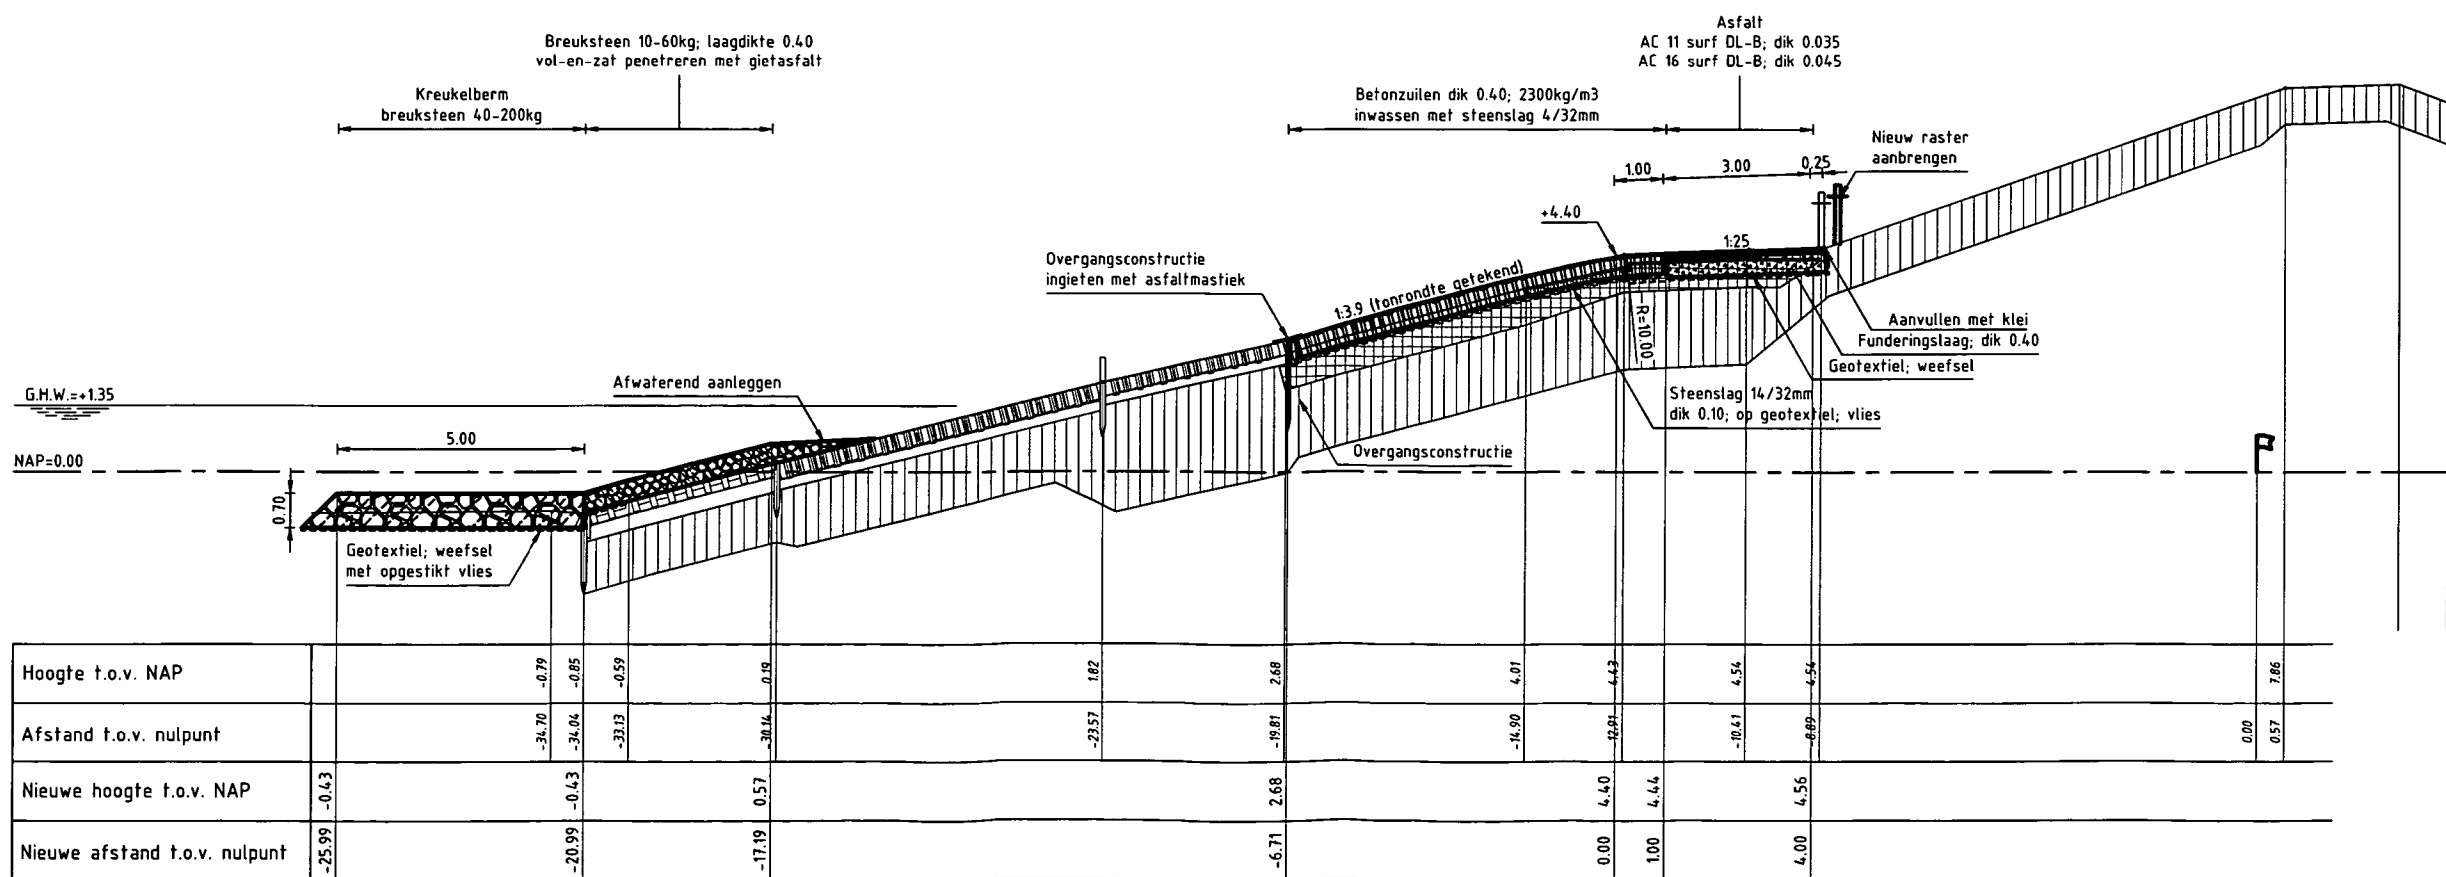 Breuksteen 10-60kg; laagdikte 0.40
vol-en-zat penetreren met gietasfalt
Kreukelberm
breuksteen 40-200kg
Asfalt
AC 11 surf DL-B; dik 0.035
AC 16 surf DL-B; dik 0.045
Betonzuilen dik 0.40; 2300kg/m3
inwassen met steenslag 4/32mm
Nieuw raster
aanbrengen
1.00
3.00
0.25
+4.40
1:25
Overgangsconstructie
ingieten met asfaltmastiek
1:3.9 (tonrondte getekend)
R=10.00
Aanvullen met klei
Funderingslaag; dik 0.40
Geotextiel; weefsel
Steenslag 14/32mm
dik 0.10; op geotextiel; vlies
Overgangsconstructie
Afwaterend aanleggen
G.H.W.=+1.35
5.00
NAP=0.00
0.70
Geotextiel; weefsel
met opgestikt vlies
Hoogte t.o.v. NAP -0.79 -0.85 -0.59 0.19 1.82 2.68 4.01 4.43 4.54 4.54 7.86
Afstand t.o.v. nulpunt -34.70 -34.04 -33.13 -30.14 -23.57 -19.81 -14.90 -12.91 -10.41 -8.89 0.00 0.57
Nieuwe hoogte t.o.v. NAP -0.43 -0.43 0.57 2.68 4.40 4.44 4.56
Nieuwe afstand t.o.v. nulpunt -25.99 -20.99 -17.19 -6.71 0.00 1.00 4.00